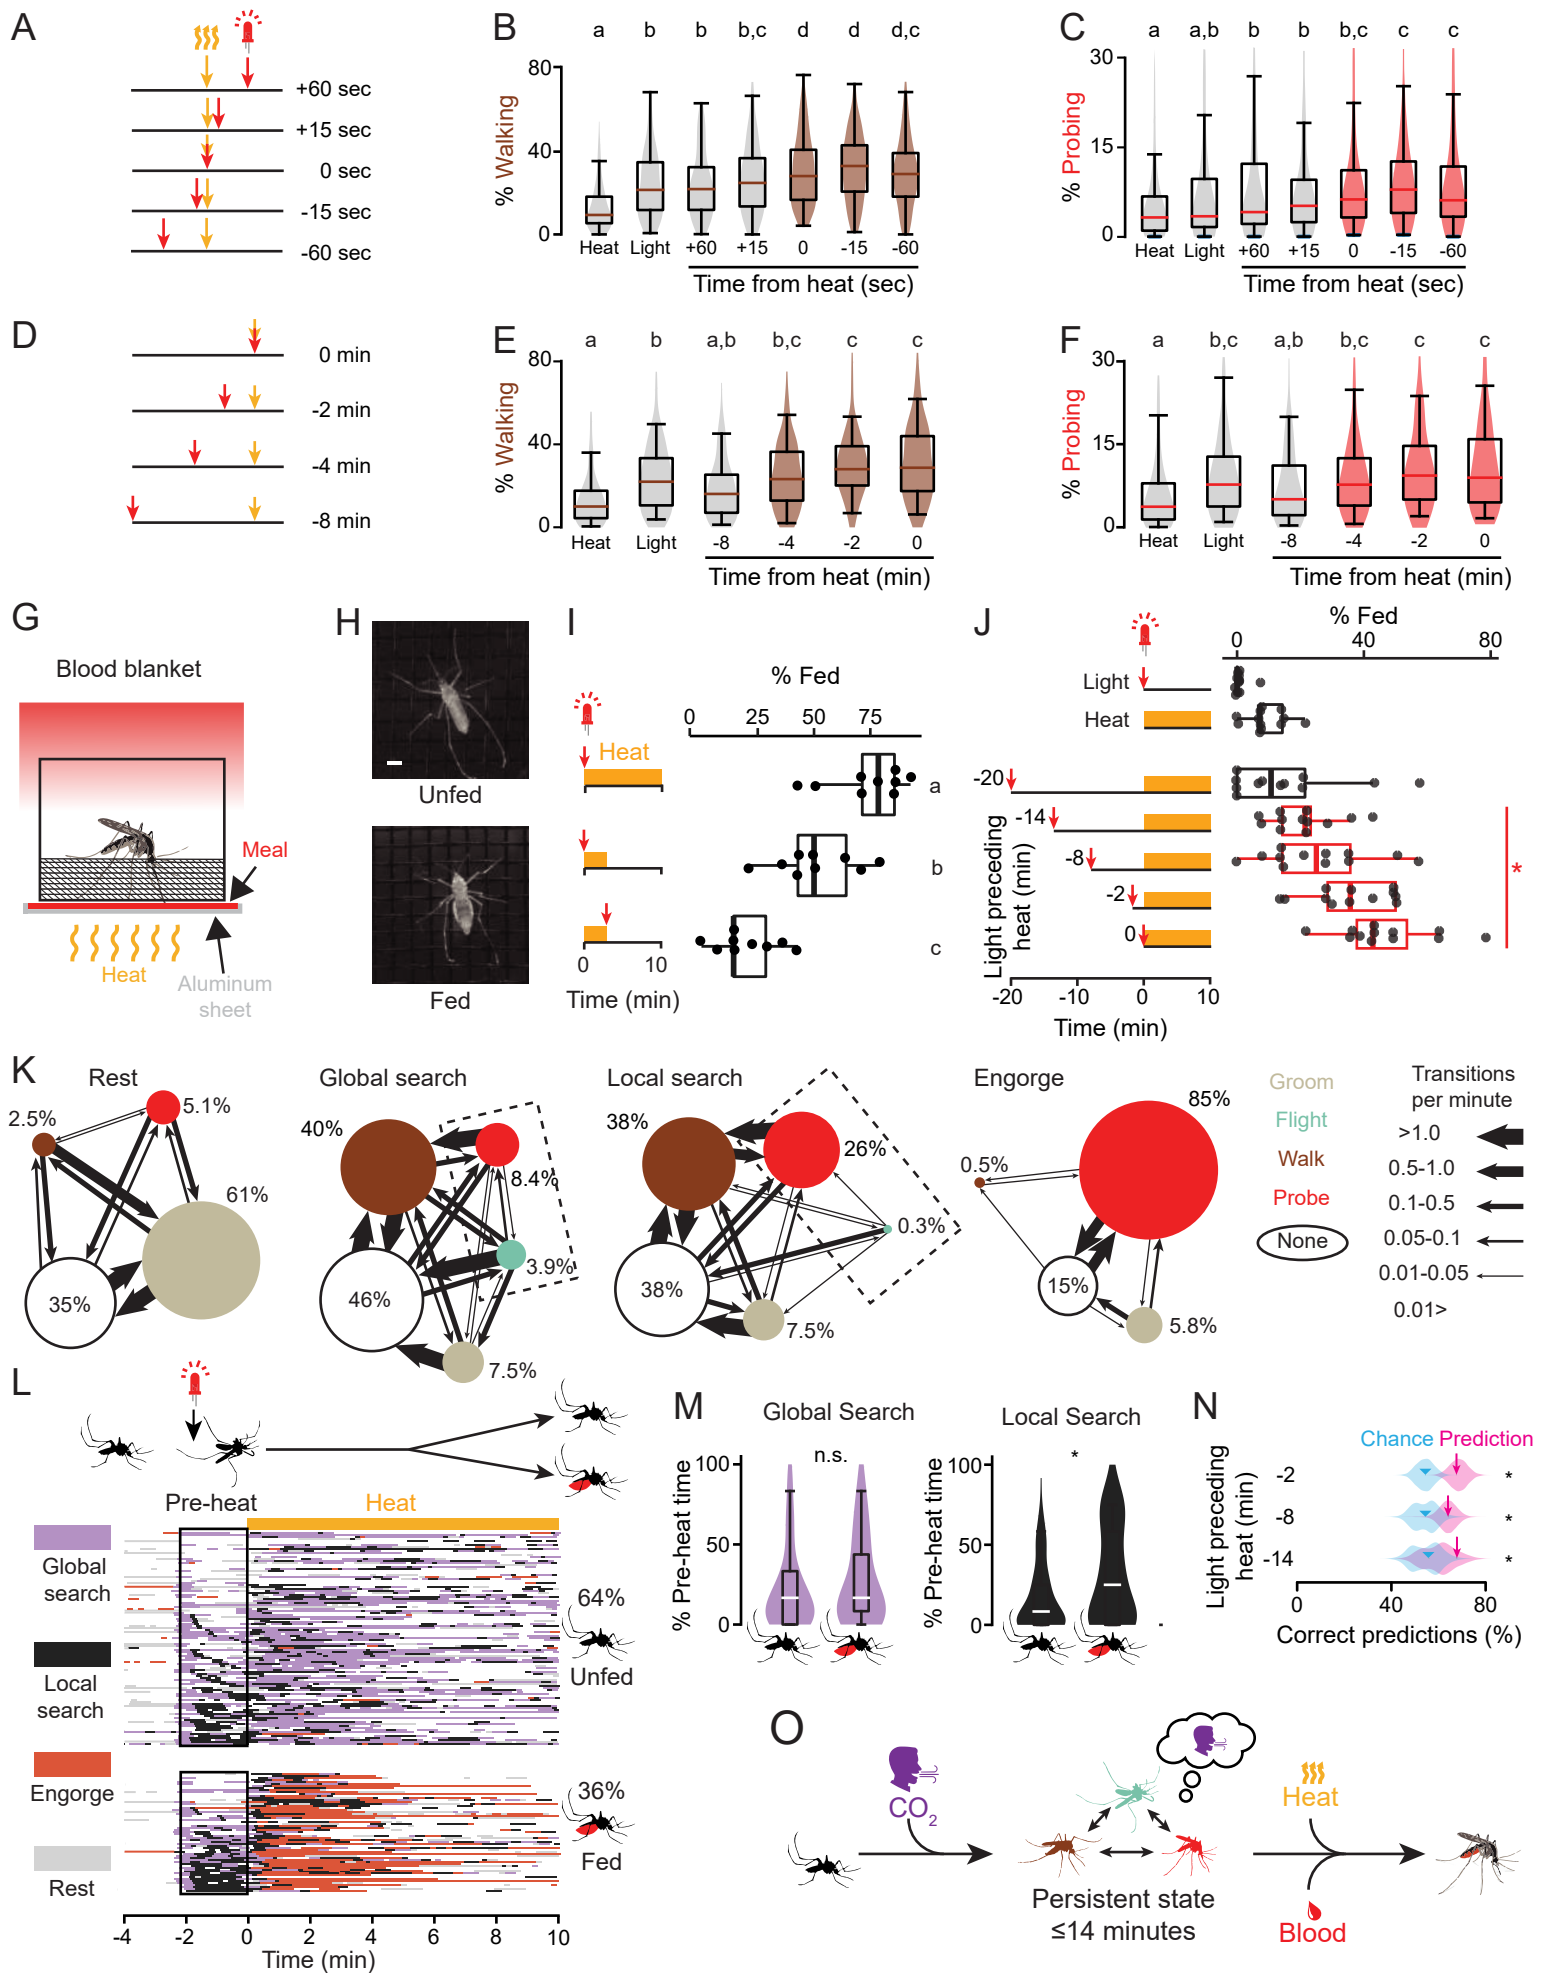 A
+60 sec
+15 sec
0 sec
-15 sec
-60 sec
B
a b b b,c d d d,c
% Walking
80
40
0
Heat Light +60 +15 0 -15 -60
Time from heat (sec)
C
a a,b b b b,c c c
% Probing
30
15
0
Heat Light +60 +15 0 -15 -60
Time from heat (sec)
D
0 min
-2 min
-4 min
-8 min
E
a b a,b b,c c c
% Walking
80
40
0
Heat Light -8 -4 -2 0
Time from heat (min)
F
a b,c a,b b,c c c
% Probing
30
15
0
Heat Light -8 -4 -2 0
Time from heat (min)
G
Blood blanket
Meal
Heat
Aluminum
sheet
H
Unfed
Fed
I
% Fed
0 25 50 75
Heat
a
b
c
0 10
Time (min)
J
% Fed
0 40 80
Light
Heat
-20
-14
-8
-2
0
Light preceding
heat (min)
*
-20 -10 0 10
Time (min)
K
Rest
2.5%
5.1%
61%
35%
Global search
40%
8.4%
3.9%
46%
7.5%
Local search
38%
26%
0.3%
38%
7.5%
Engorge
85%
0.5%
15%
5.8%
Groom
Flight
Walk
Probe
None
Transitions
per minute
>1.0
0.5-1.0
0.1-0.5
0.05-0.1
0.01-0.05
0.01>
L
Pre-heat
Heat
Global
search
Local
search
Engorge
Rest
64%
Unfed
36%
Fed
-4 -2 0 2 4 6 8 10
Time (min)
M
Global Search
% Pre-heat time
100
50
0
n.s.
Local Search
% Pre-heat time
100
50
0
*
N
Chance Prediction
Light preceding
heat (min)
-2 *
-8 *
-14 *
0 40 80
Correct predictions (%)
O
CO2
Persistent state
≤14 minutes
Heat
Blood